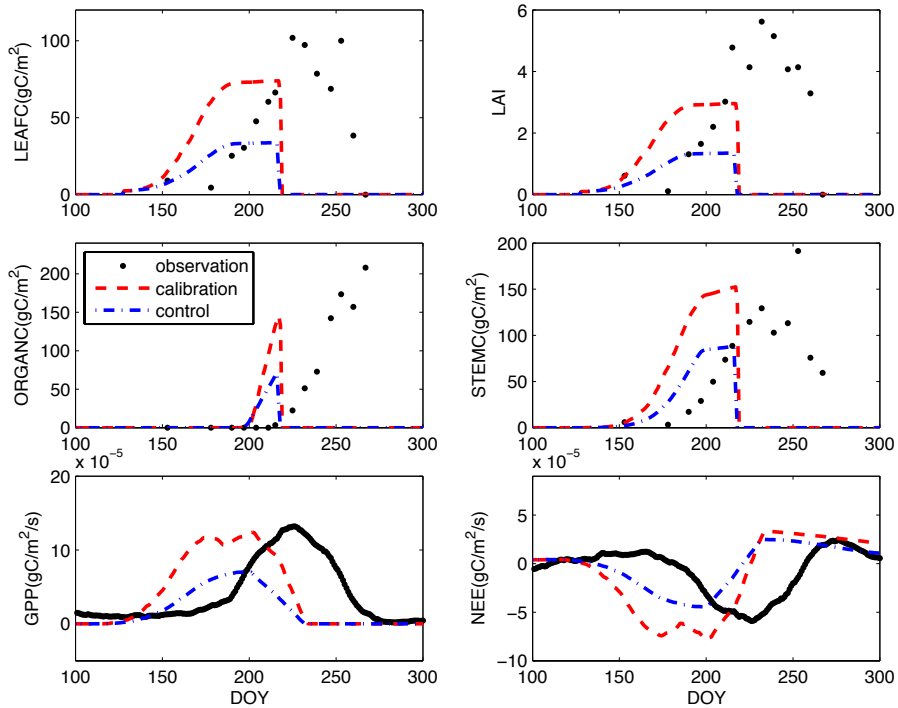 LEAFC(gC/m²)
100
50
0
100 150 200 250 300
LAI
6
4
2
0
100 150 200 250 300
ORGANC(gC/m²)
200
150
100
50
0
observation
calibration
control
100 150 200 250 300
STEMC(gC/m²)
200
150
100
50
0
100 150 200 250 300
x 10⁻⁵
GPP(gC/m²/s)
20
10
0
100 150 200 250 300
DOY
x 10⁻⁵
NEE(gC/m²/s)
5
0
−5
−10
100 150 200 250 300
DOY